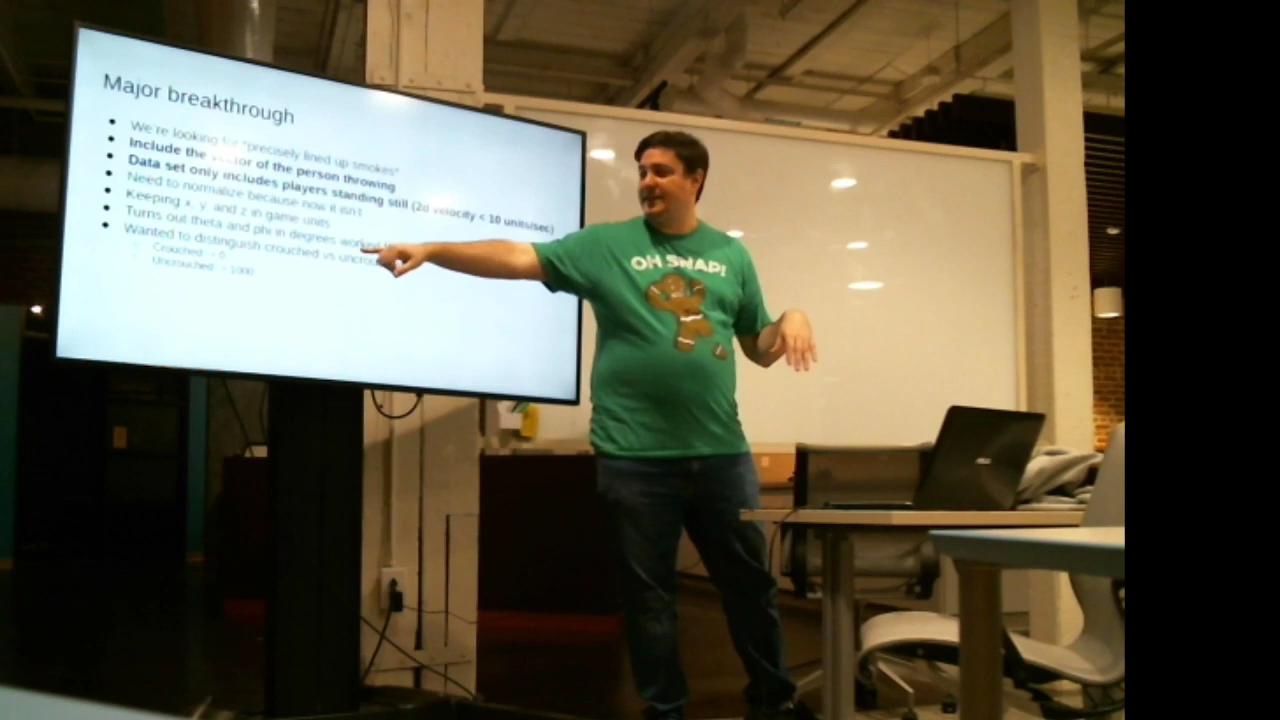 Major breakthrough
We're looking for "precisely lined up smokes"
Include the vector of the person throwing
Data set only includes players standing still (2d velocity < 10 units/sec)
Need to normalize because now it isn't
Keeping x, y, and z in game units
Turns out theta and phi in degrees worked
Wanted to distinguish crouched vs
Crouched - 0
Uncrouched - 1000
OH SNAP!